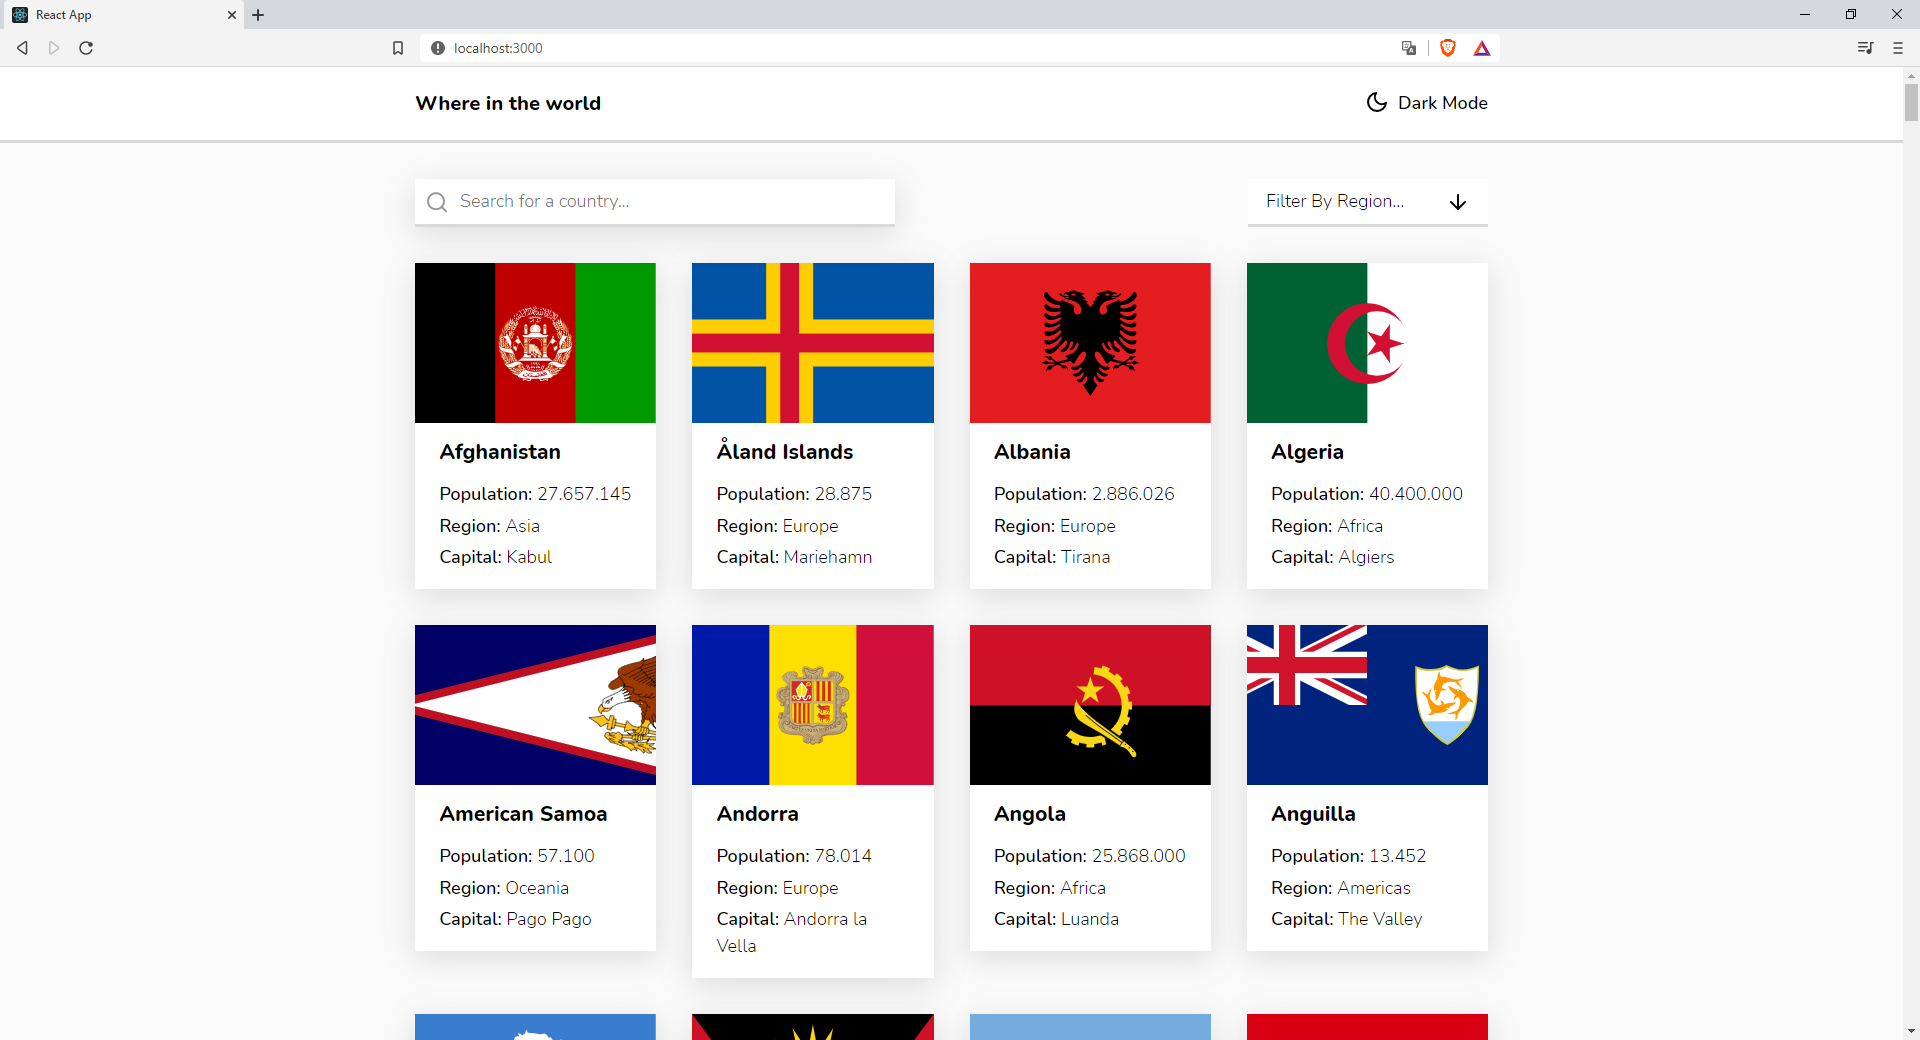 React App
localhost:3000
Where in the world
Dark Mode
Search for a country...
Filter By Region...
Afghanistan
Population: 27.657.145
Region: Asia
Capital: Kabul
Åland Islands
Population: 28.875
Region: Europe
Capital: Mariehamn
Albania
Population: 2.886.026
Region: Europe
Capital: Tirana
Algeria
Population: 40.400.000
Region: Africa
Capital: Algiers
American Samoa
Population: 57.100
Region: Oceania
Capital: Pago Pago
Andorra
Population: 78.014
Region: Europe
Capital: Andorra la
Vella
Angola
Population: 25.868.000
Region: Africa
Capital: Luanda
Anguilla
Population: 13.452
Region: Americas
Capital: The Valley